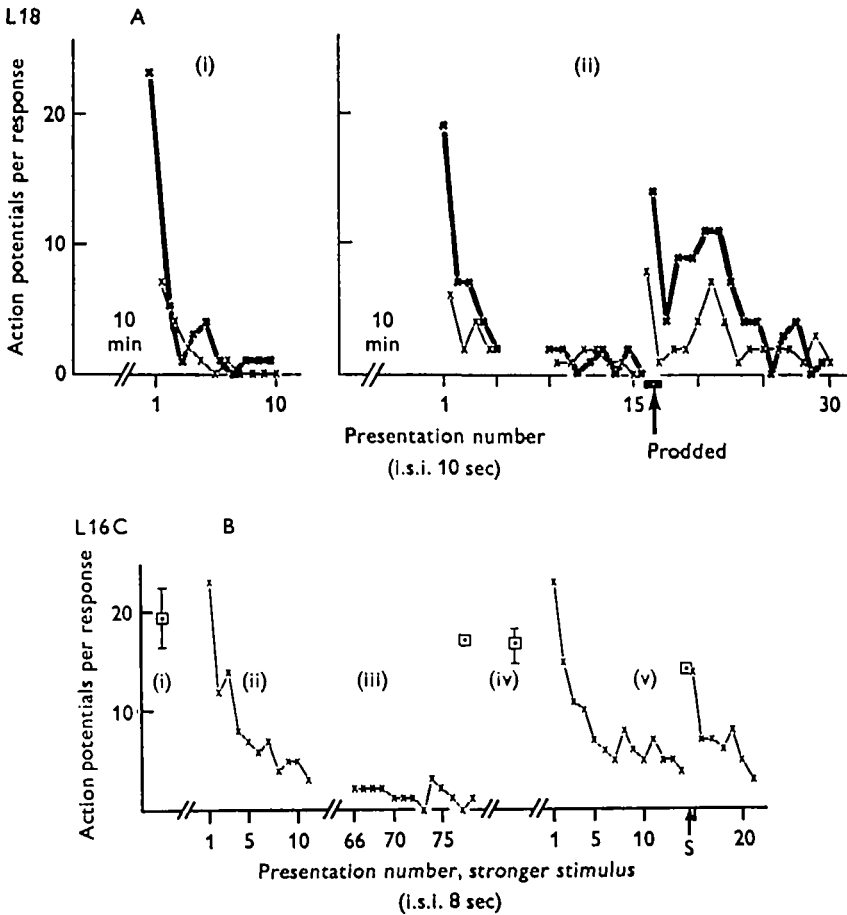 L18 A
(i) (ii)
Action potentials per response
20
10
0
10 min
10 min
1 10 1 15 30
Prodded
Presentation number
(i.s.i. 10 sec)
L16C B
Action potentials per response
20
10
(i) (ii) (iii) (iv) (v)
1 5 10 66 70 75 1 5 10 S 20
Presentation number, stronger stimulus
(i.s.i. 8 sec)